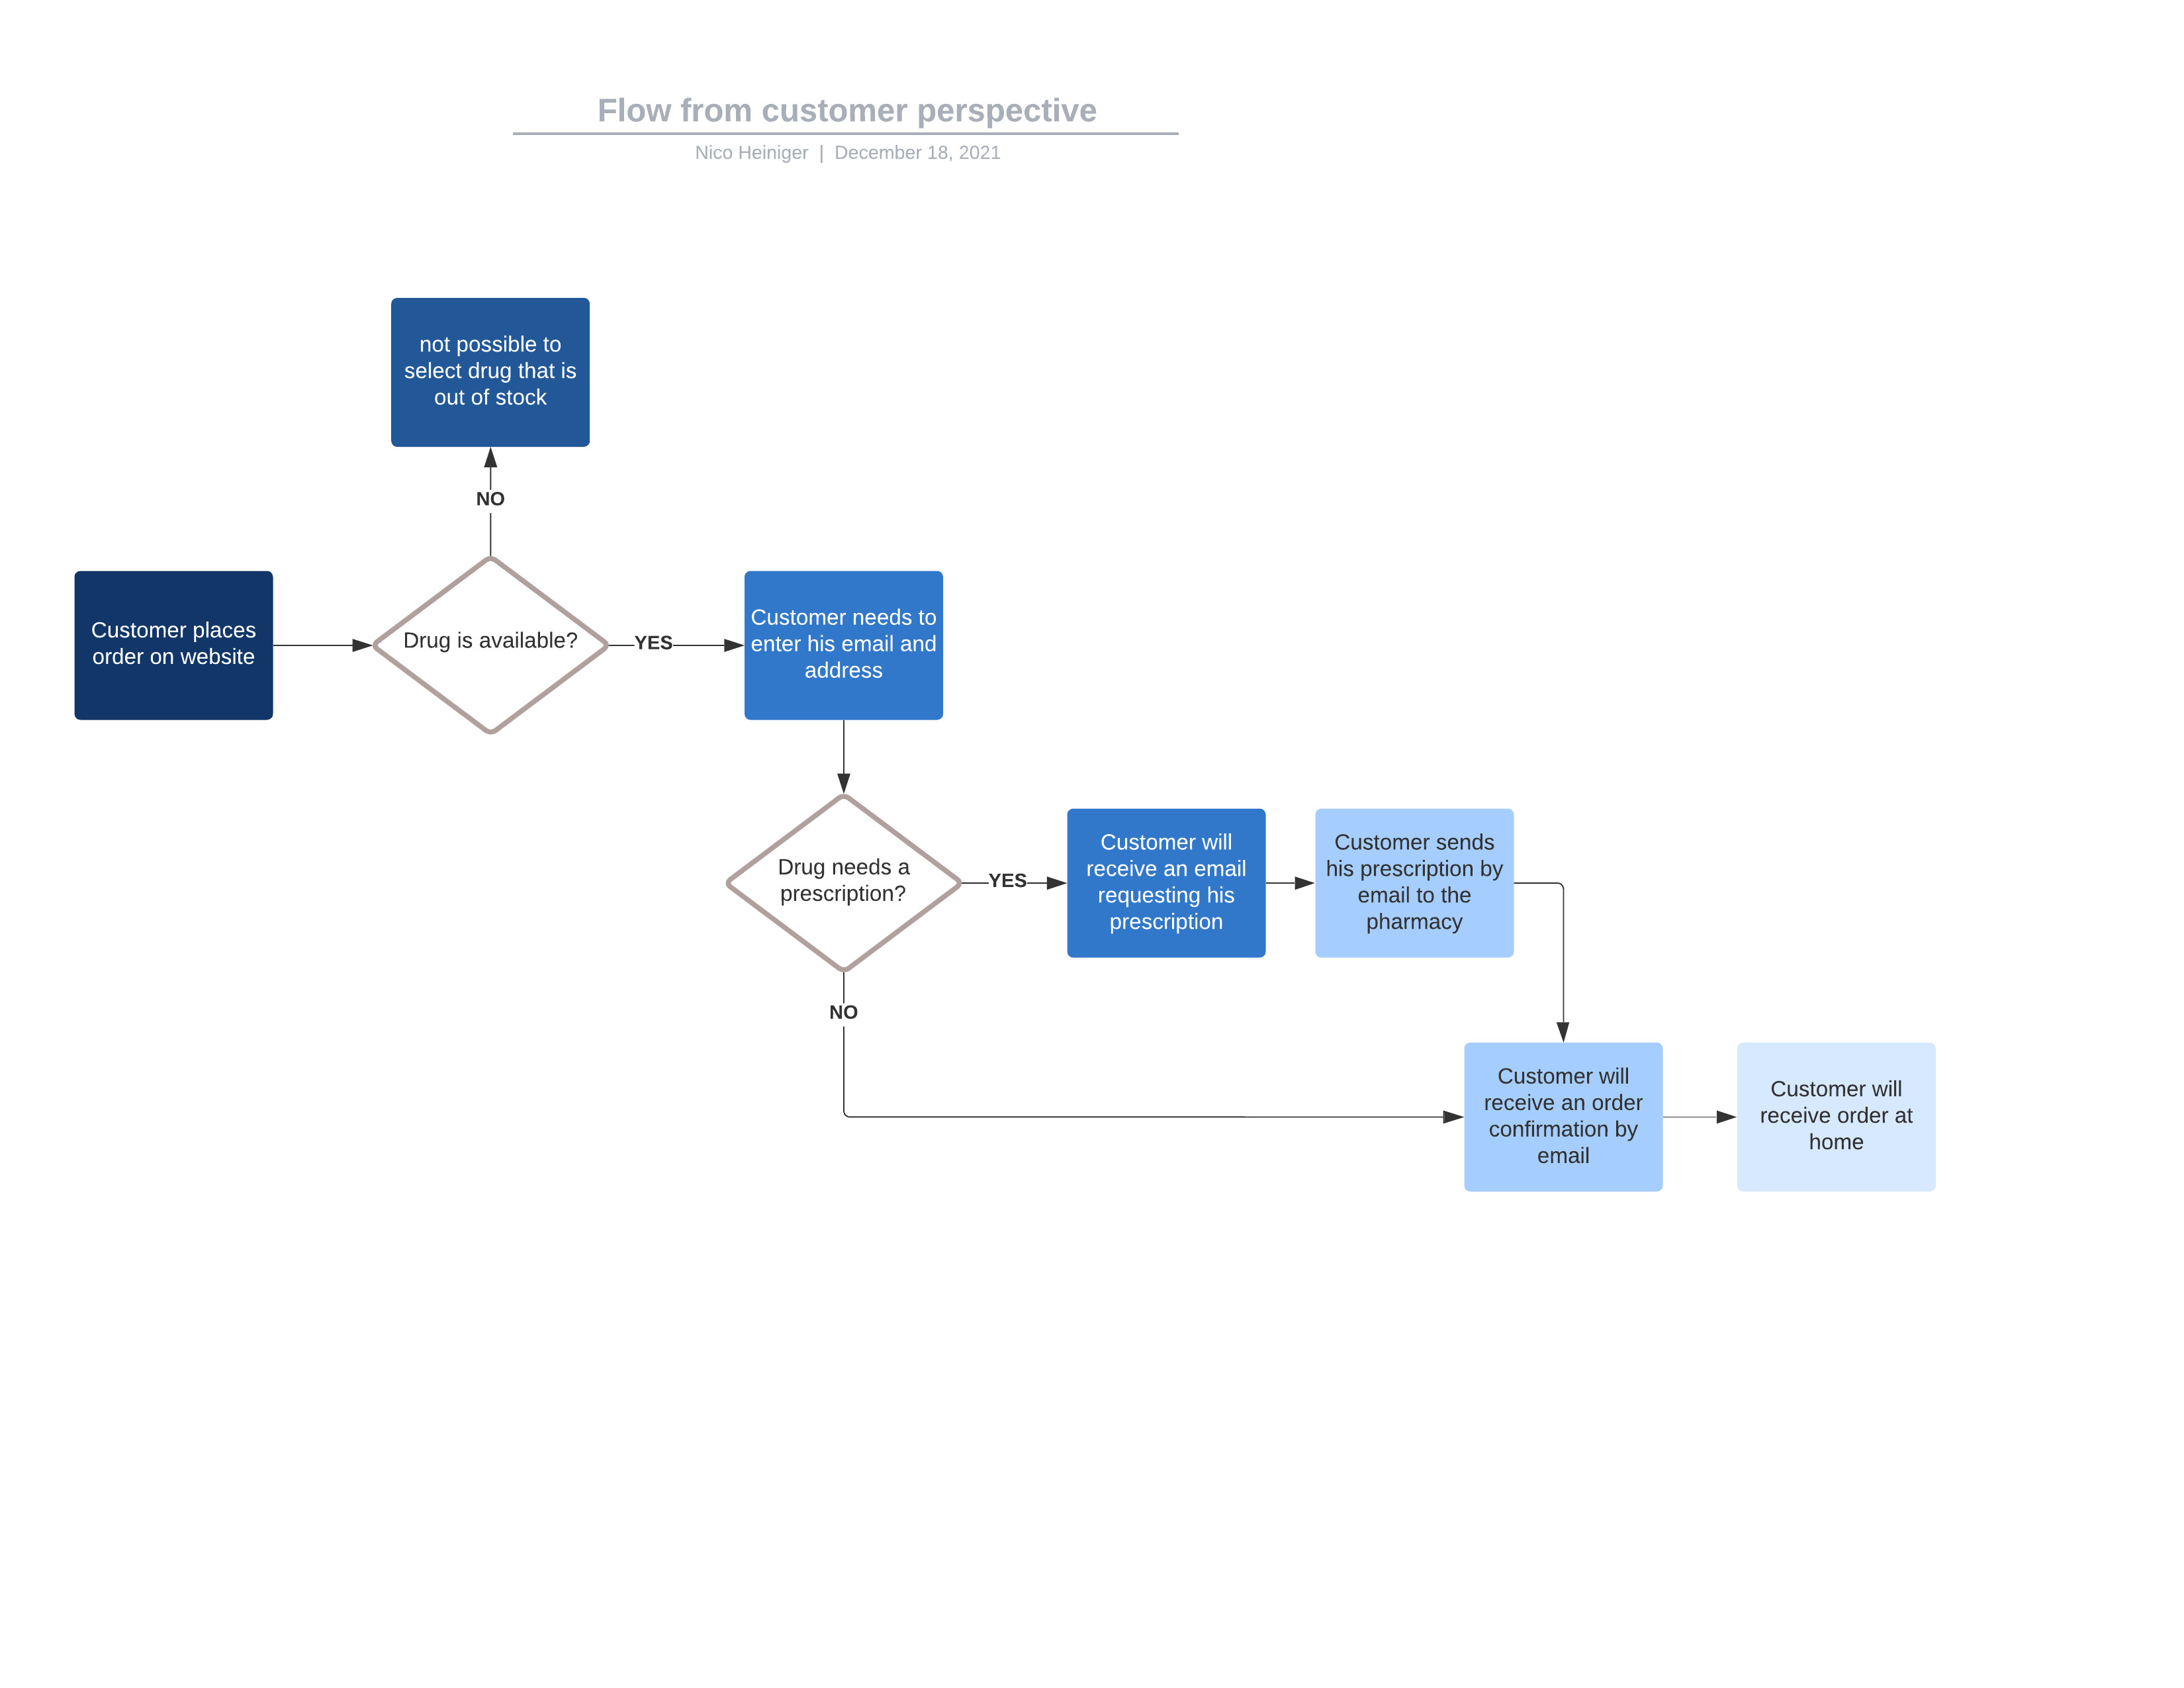 Flow from customer perspective
Nico Heiniger | December 18, 2021
not possible to
select drug that is
out of stock
NO
Customer places
order on website
Drug is available?
YES
Customer needs to
enter his email and
address
Drug needs a
prescription?
YES
Customer will
receive an email
requesting his
prescription
Customer sends
his prescription by
email to the
pharmacy
NO
Customer will
receive an order
confirmation by
email
Customer will
receive order at
home